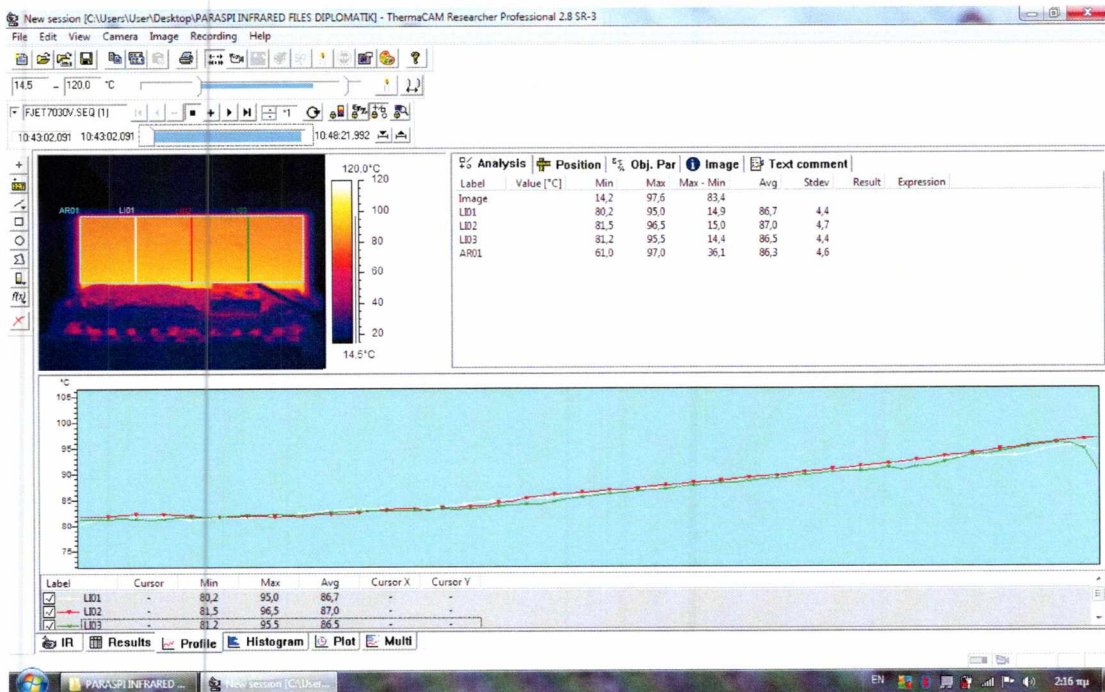 New session [C:\Users\User\Desktop\PARASPI INFRARED FILES DIPLOMATIK] - ThermaCAM Researcher Professional 2.8 SR-3
File Edit View Camera Image Recording Help
14,5 - 120,0 °C
FJET7030V.SEQ (1) *1
10:43:02,091 10:43:02,091 10:48:21,992
120.0°C
120
100
80
60
40
20
14.5°C
AR01 LI01 LI02 LI03
Analysis Position Obj. Par Image Text comment
Label Value [°C] Min Max Max - Min Avg Stdev Result Expression
Image 14,2 97,6 83,4
LI01 80,2 95,0 14,9 86,7 4,4
LI02 81,5 96,5 15,0 87,0 4,7
LI03 81,2 95,5 14,4 86,5 4,4
AR01 61,0 97,0 36,1 86,3 4,6
°C
105
100
95
90
85
80
75
Label Cursor Min Max Avg Cursor X Cursor Y
LI01 - 80,2 95,0 86,7 - -
LI02 - 81,5 96,5 87,0 - -
LI03 - 81,2 95,5 86,5 - -
IR Results Profile Histogram Plot Multi
PARASPI INFRARED ... New session [C:\User... EN 2:16 πμ